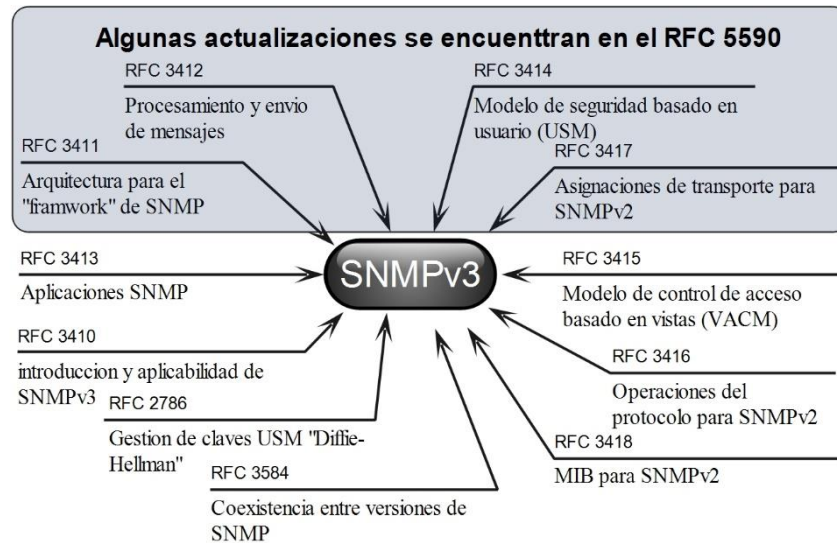 Algunas actualizaciones se encuenttran en el RFC 5590
RFC 3412
Procesamiento y envio
de mensajes
RFC 3414
Modelo de seguridad basado en
usuario (USM)
RFC 3411
Arquitectura para el
"framwork" de SNMP
RFC 3417
Asignaciones de transporte para
SNMPv2
SNMPv3
RFC 3413
Aplicaciones SNMP
RFC 3415
Modelo de control de acceso
basado en vistas (VACM)
RFC 3410
introduccion y aplicabilidad de
SNMPv3
RFC 3416
Operaciones del
protocolo para SNMPv2
RFC 2786
Gestion de claves USM "Diffie-
Hellman"
RFC 3418
MIB para SNMPv2
RFC 3584
Coexistencia entre versiones de
SNMP